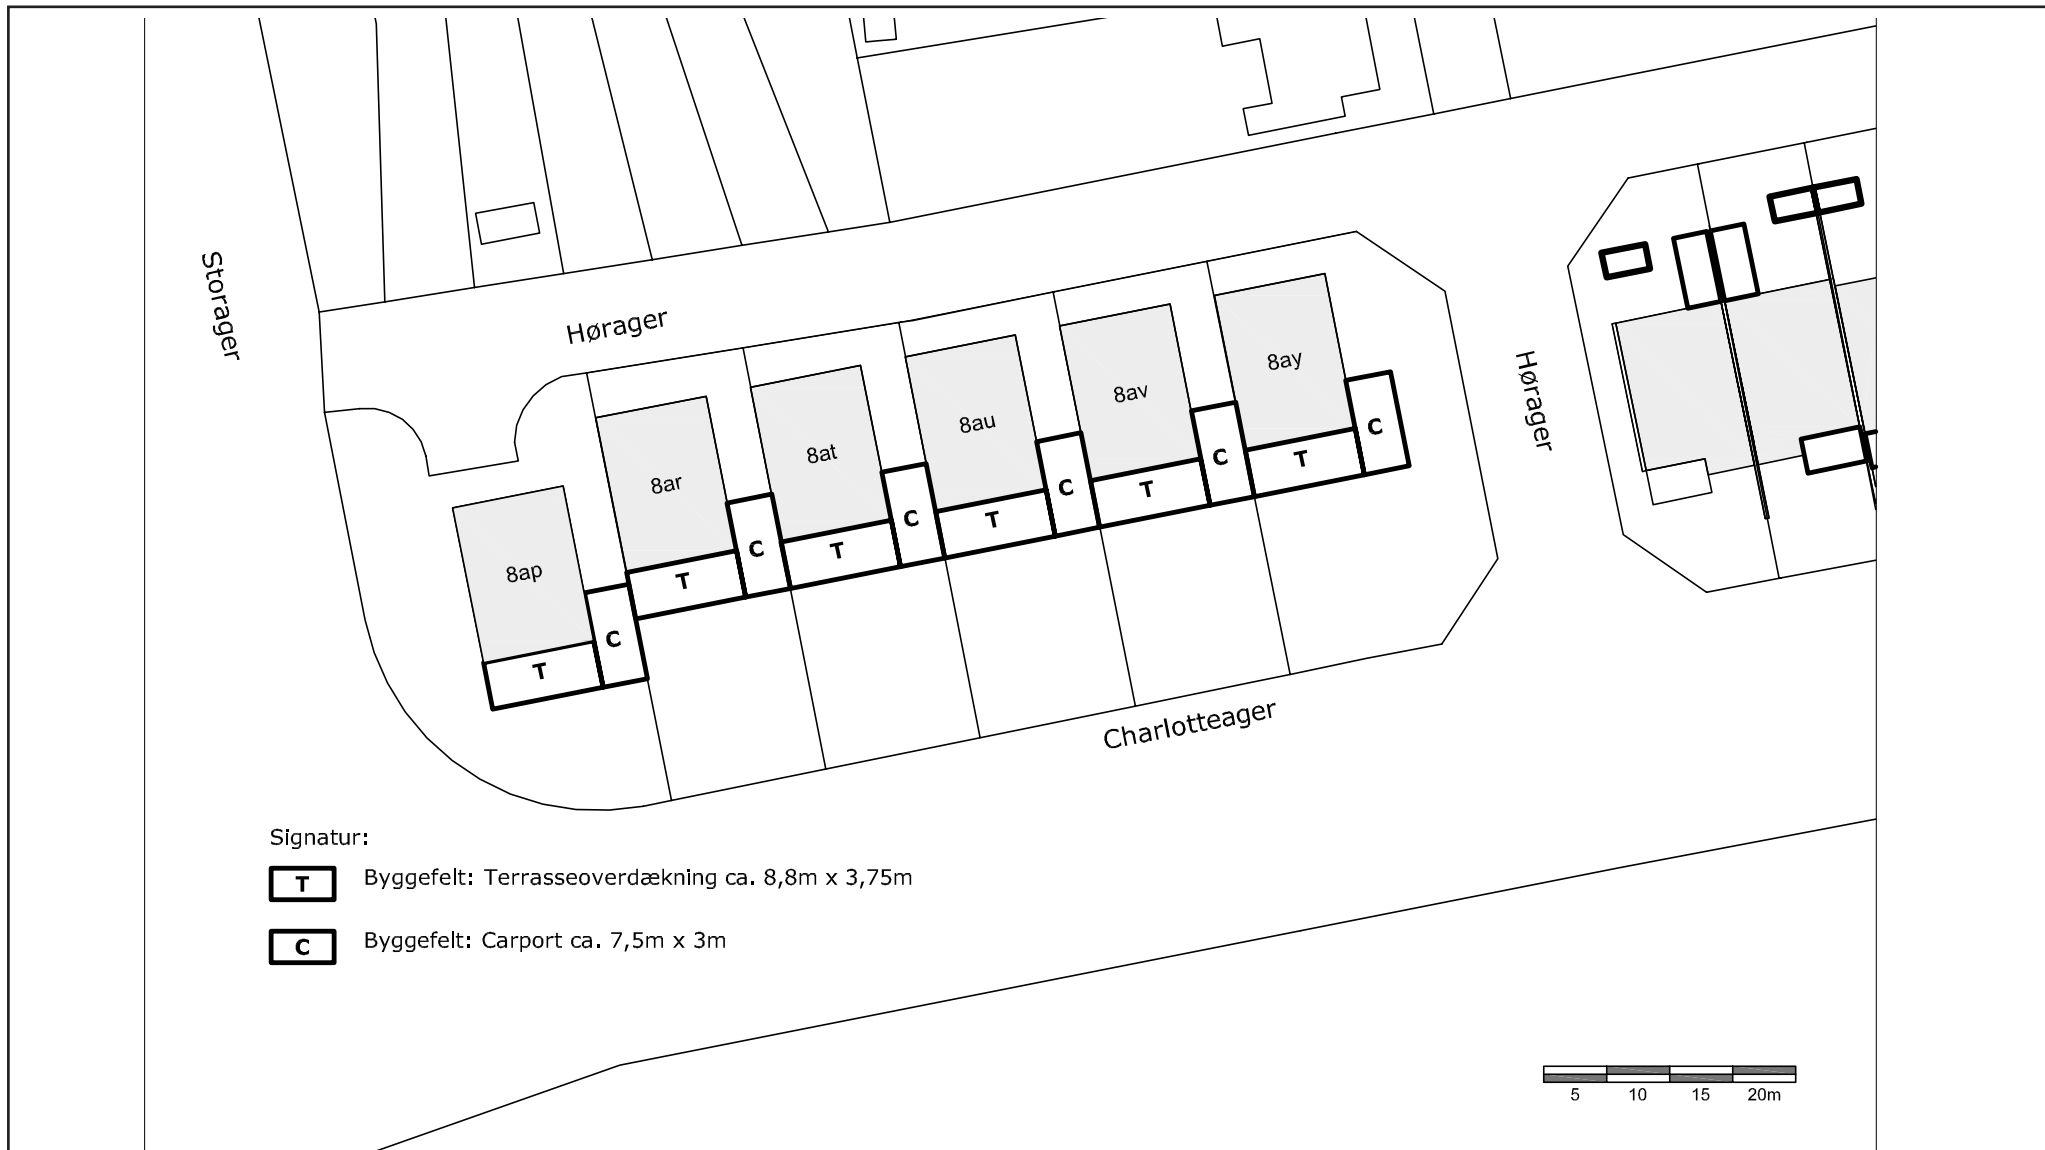 Storager
Hørager
Hørager
8ay
8av
8au
8at
8ar
8ap
C
C
C
C
C
C
T
T
T
T
T
T
Charlotteager
Signatur:
T Byggefelt: Terrasseoverdækning ca. 8,8m x 3,75m
C Byggefelt: Carport ca. 7,5m x 3m
5 10 15 20m